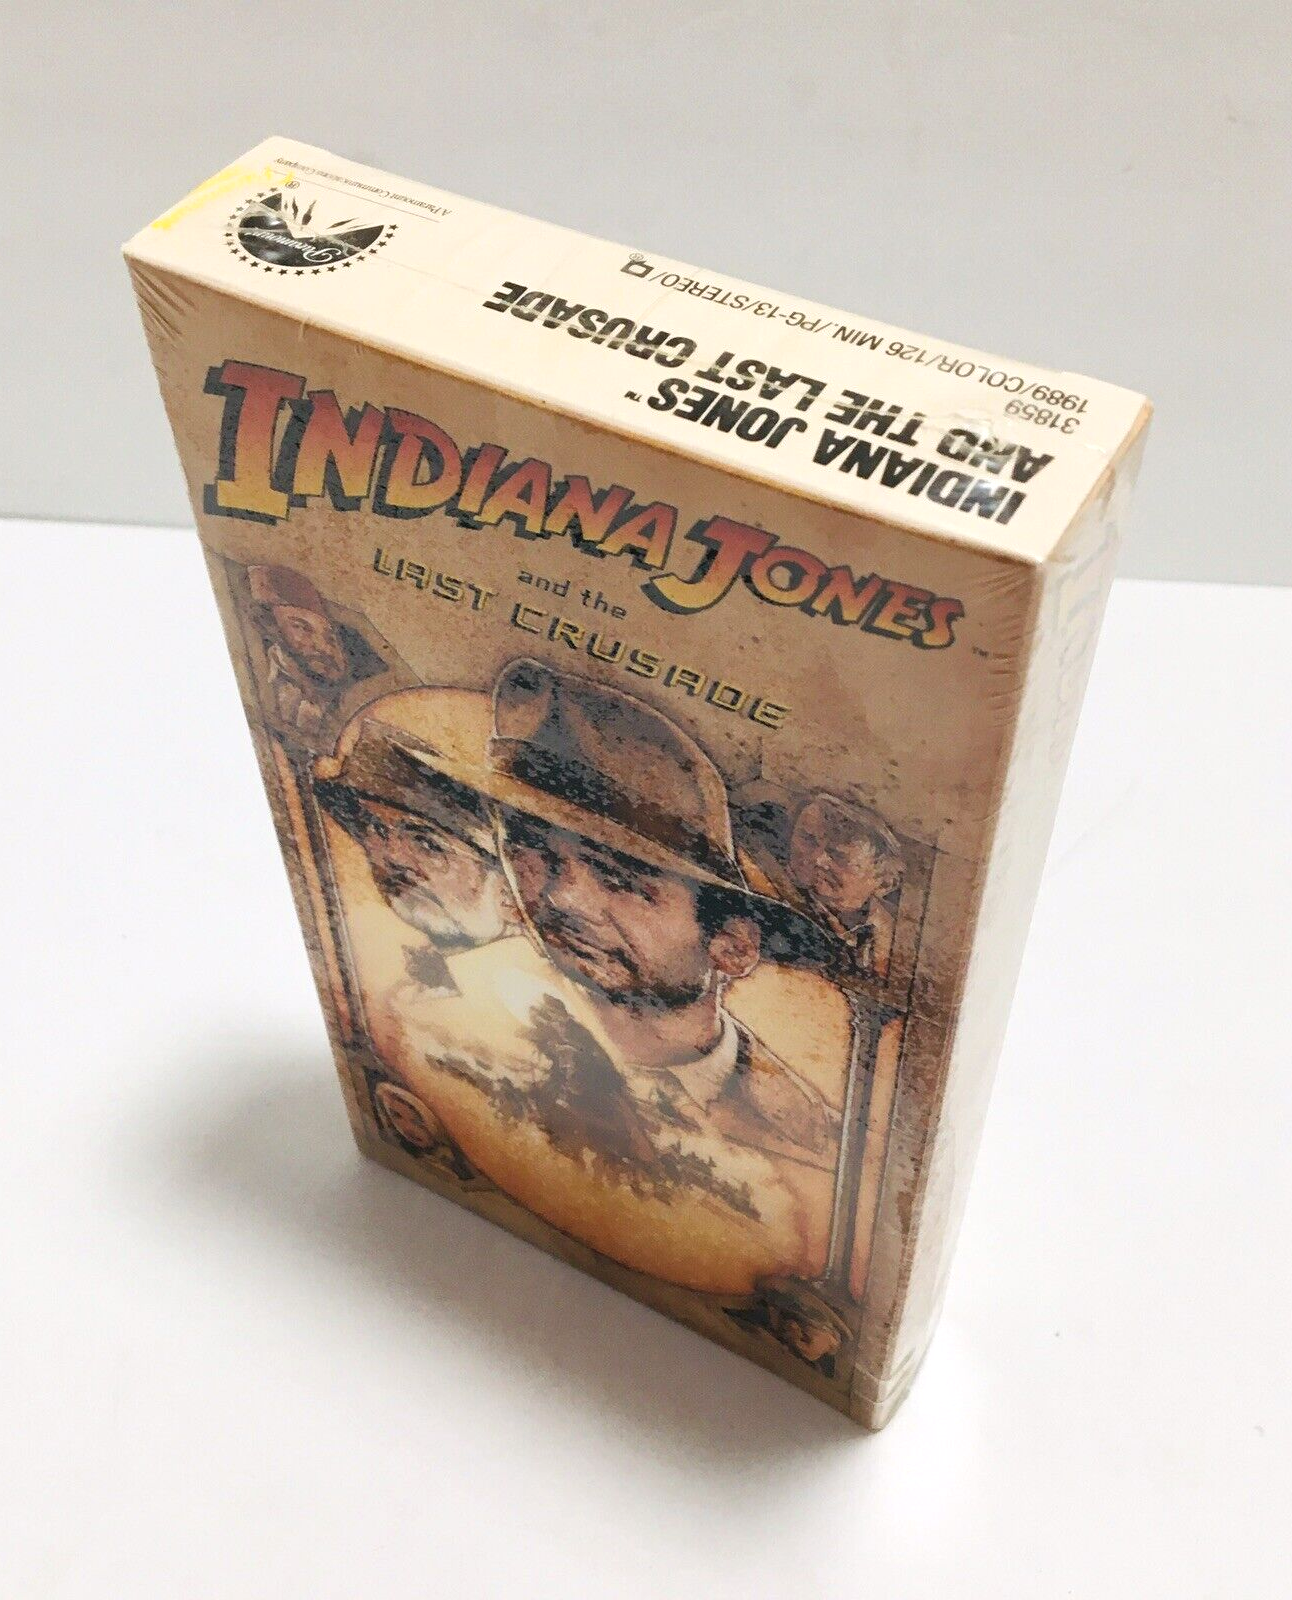 A Paramount Communications Company
®
Paramount
INDIANA JONES™
AND THE LAST CRUSADE
31859
1989/COLOR/126 MIN./PG-13/STEREO/
®
INDIANA JONES
and the
LAST CRUSADE
™